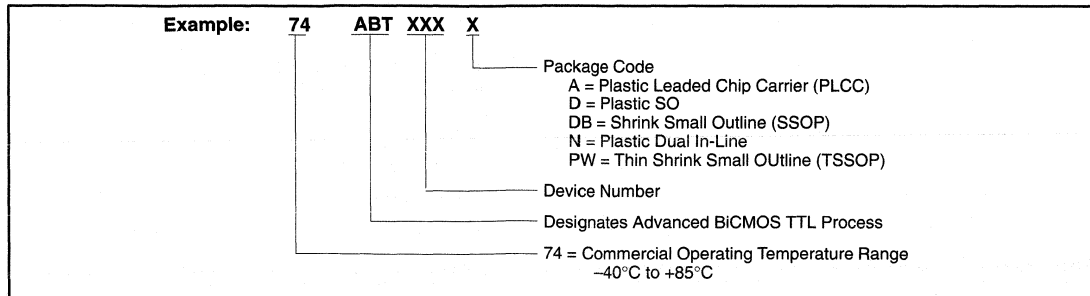 Example: 74 ABT XXX X
Package Code
A = Plastic Leaded Chip Carrier (PLCC)
D = Plastic SO
DB = Shrink Small Outline (SSOP)
N = Plastic Dual In-Line
PW = Thin Shrink Small OUtline (TSSOP)
Device Number
Designates Advanced BiCMOS TTL Process
74 = Commercial Operating Temperature Range
–40°C to +85°C